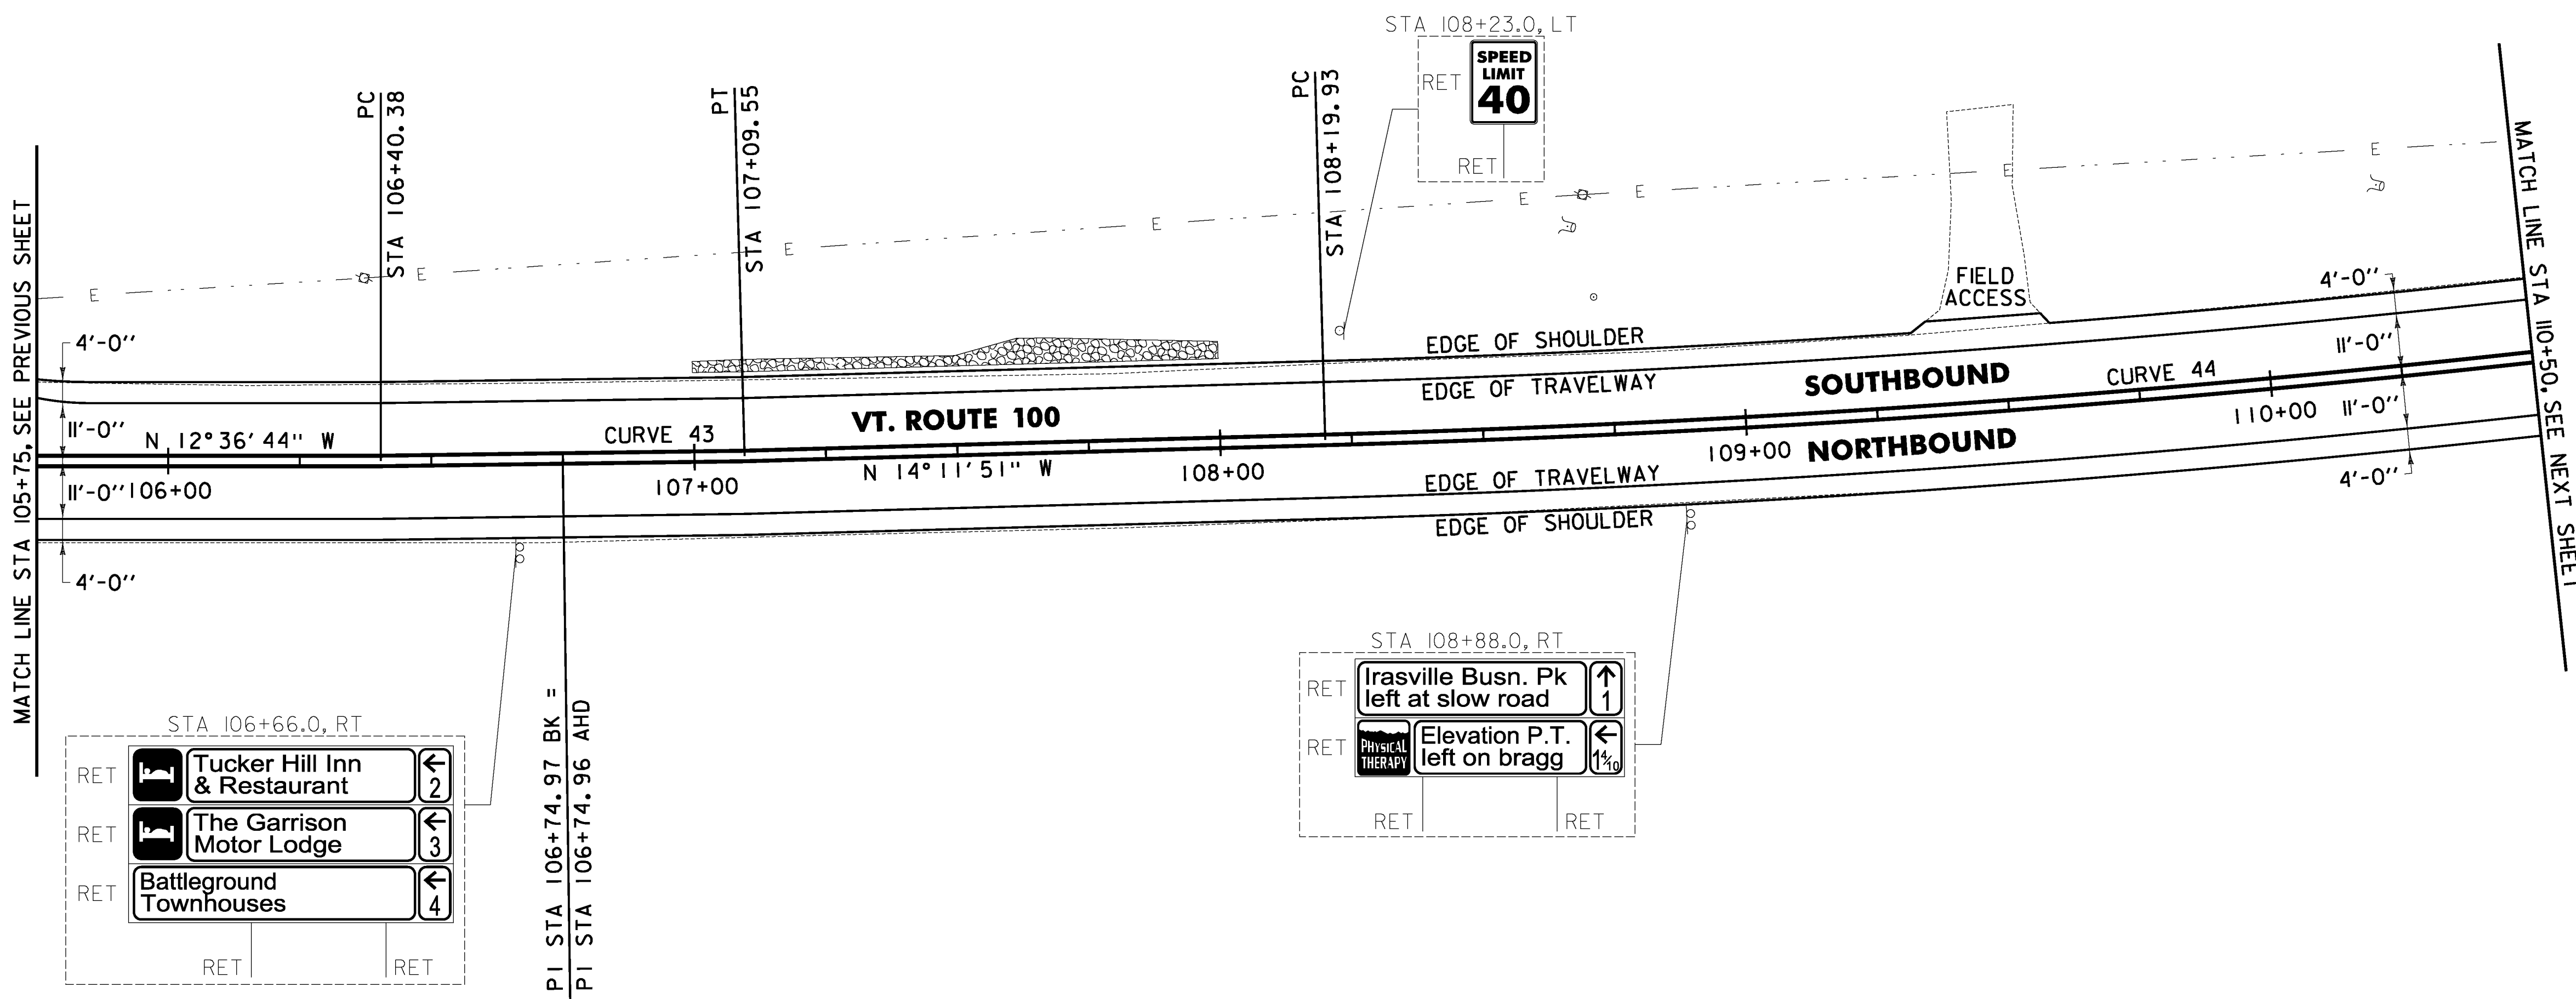 STA 108+23.0, LT
RET
SPEED
LIMIT
40
RET
PC
STA 106+40.38
PT
STA 107+09.55
PC
STA 108+19.93
MATCH LINE STA 105+75, SEE PREVIOUS SHEET
MATCH LINE STA 110+50, SEE NEXT SHEET
E
E
E
E
E
E
E
E
FIELD
ACCESS
4'-0''
4'-0''
EDGE OF SHOULDER
EDGE OF TRAVELWAY
SOUTHBOUND
CURVE 44
11'-0''
11'-0''
N 12°36'44" W
CURVE 43
VT. ROUTE 100
N 14°11'51" W
11'-0''
106+00
107+00
108+00
109+00
NORTHBOUND
110+00
11'-0''
EDGE OF TRAVELWAY
EDGE OF SHOULDER
4'-0''
4'-0''
STA 106+66.0, RT
RET
Tucker Hill Inn
& Restaurant
2
RET
The Garrison
Motor Lodge
3
RET
Battleground
Townhouses
4
RET
RET
PI STA 106+74.97 BK =
PI STA 106+74.96 AHD
STA 108+88.0, RT
RET
Irasville Busn. Pk
left at slow road
1
RET
PHYSICAL
THERAPY
Elevation P.T.
left on bragg
1 4/10
RET
RET